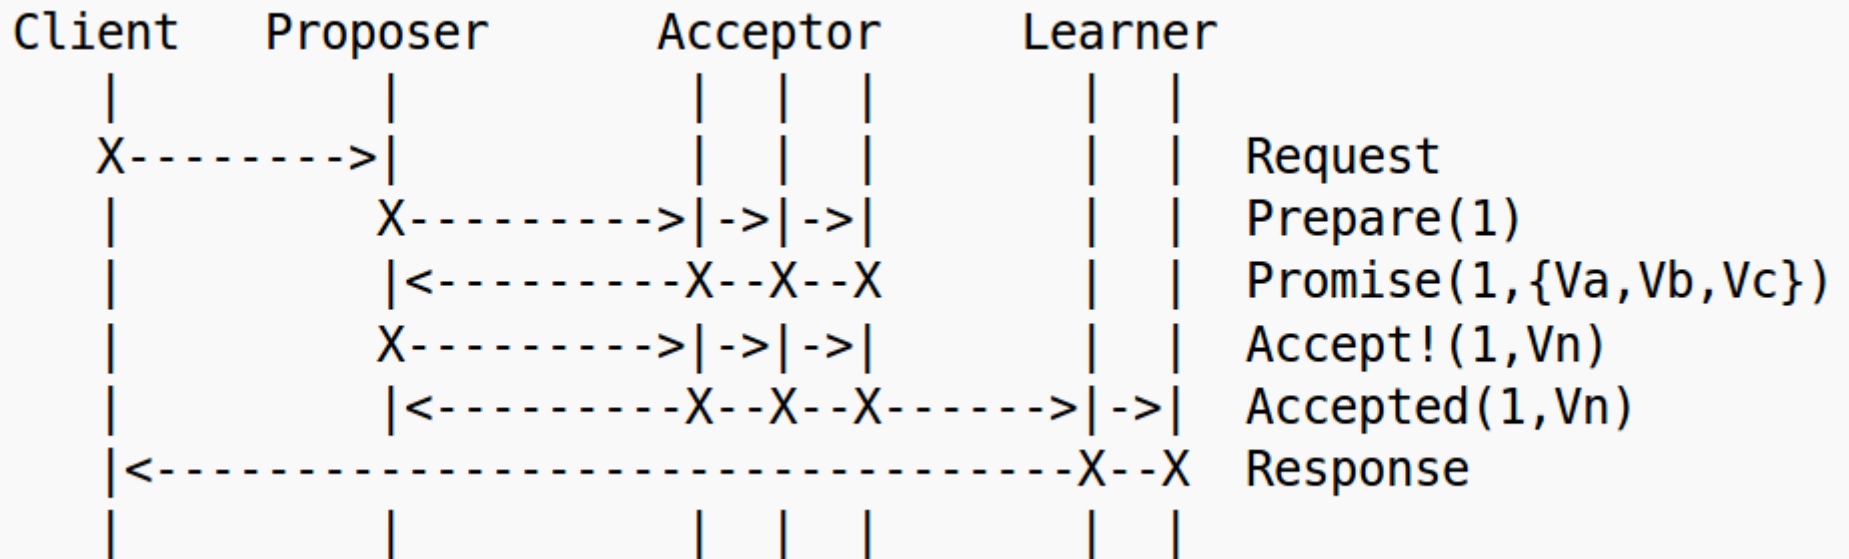 Client   Proposer      Acceptor     Learner
   |         |          |  |  |       |  |
   X-------->|          |  |  |       |  |  Request
   |         X--------->|->|->|       |  |  Prepare(1)
   |         |<---------X--X--X       |  |  Promise(1,{Va,Vb,Vc})
   |         X--------->|->|->|       |  |  Accept!(1,Vn)
   |         |<---------X--X--X------>|->|  Accepted(1,Vn)
   |<---------------------------------X--X  Response
   |         |          |  |  |       |  |